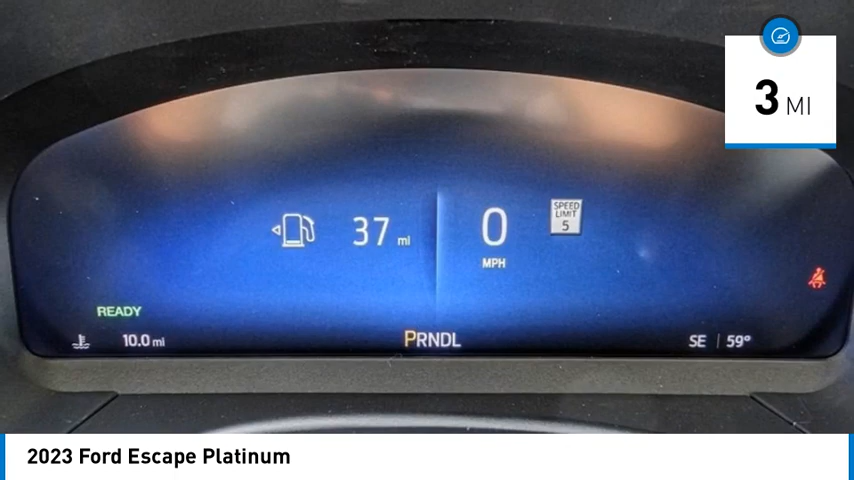 3 MI
37 mi
0
MPH
SPEED
LIMIT
5
READY
10.0 mi
PRNDL
SE | 59°
2023 Ford Escape Platinum